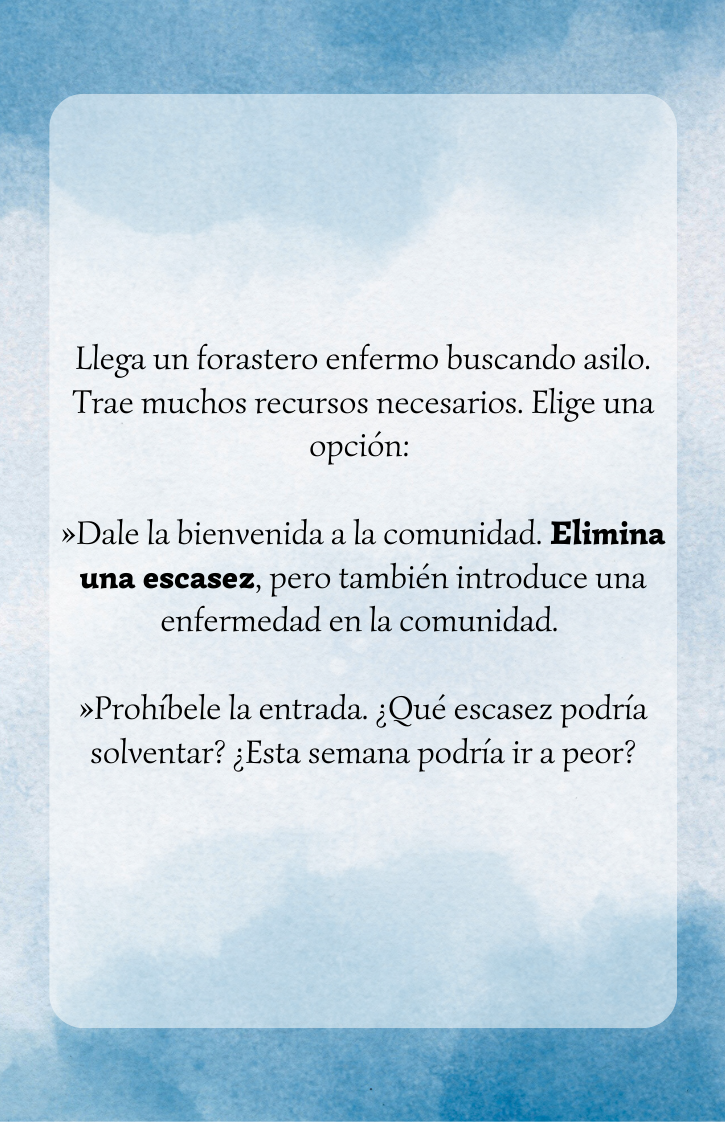 Llega un forastero enfermo buscando asilo.
Trae muchos recursos necesarios. Elige una
opción:
»Dale la bienvenida a la comunidad. Elimina
una escasez, pero también introduce una
enfermedad en la comunidad.
»Prohíbele la entrada. ¿Qué escasez podría
solventar? ¿Esta semana podría ir a peor?